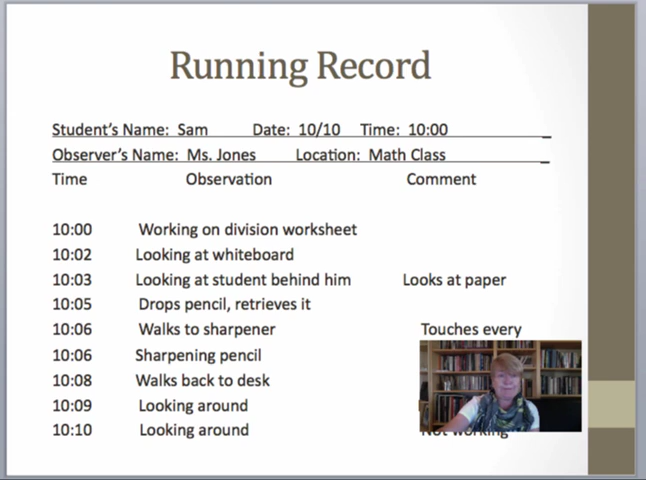 Running Record
Student's Name: Sam Date: 10/10 Time: 10:00 _
Observer's Name: Ms. Jones Location: Math Class _
Time Observation Comment
10:00 Working on division worksheet
10:02 Looking at whiteboard
10:03 Looking at student behind him Looks at paper
10:05 Drops pencil, retrieves it
10:06 Walks to sharpener Touches every
10:06 Sharpening pencil
10:08 Walks back to desk
10:09 Looking around
10:10 Looking around Not working